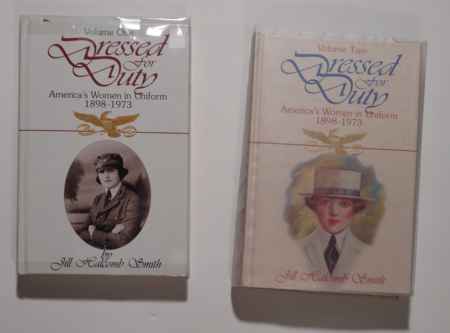 Volume One
Dressed
For
Duty
America's Women in Uniform
1898-1973
by
Jill Halcomb Smith
Volume Two
Dressed
For
Duty
America's Women in Uniform
1898-1973
Jill Halcomb Smith